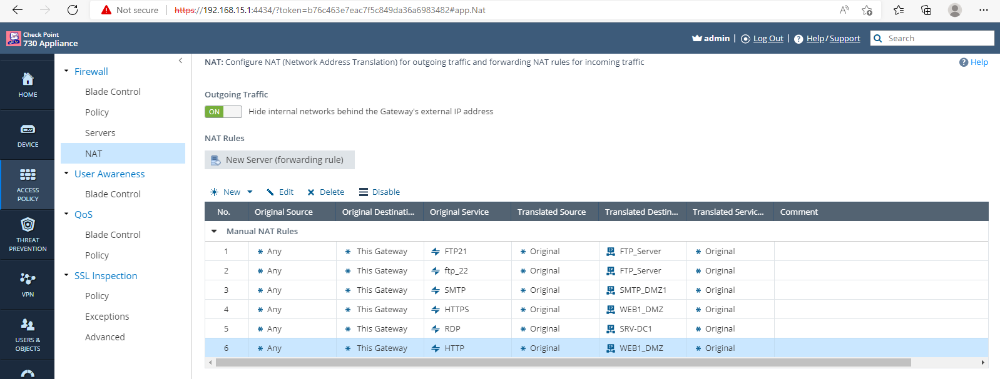 Not secure https://192.168.15.1:4434/?token=b76c463e7eac7f5c849da36a6983482#app.Nat
Check Point
730 Appliance
admin | Log Out | Help/Support Search
HOME
DEVICE
ACCESS
POLICY
THREAT
PREVENTION
VPN
USERS &
OBJECTS
Firewall
Blade Control
Policy
Servers
NAT
User Awareness
Blade Control
QoS
Blade Control
Policy
SSL Inspection
Policy
Exceptions
Advanced
NAT: Configure NAT (Network Address Translation) for outgoing traffic and forwarding NAT rules for incoming traffic
Help
Outgoing Traffic
ON Hide internal networks behind the Gateway's external IP address
NAT Rules
New Server (forwarding rule)
New Edit Delete Disable
No. Original Source Original Destinati... Original Service Translated Source Translated Destin... Translated Servic... Comment
Manual NAT Rules
1 Any This Gateway FTP21 Original FTP_Server Original
2 Any This Gateway ftp_22 Original FTP_Server Original
3 Any This Gateway SMTP Original SMTP_DMZ1 Original
4 Any This Gateway HTTPS Original WEB1_DMZ Original
5 Any This Gateway RDP Original SRV-DC1 Original
6 Any This Gateway HTTP Original WEB1_DMZ Original